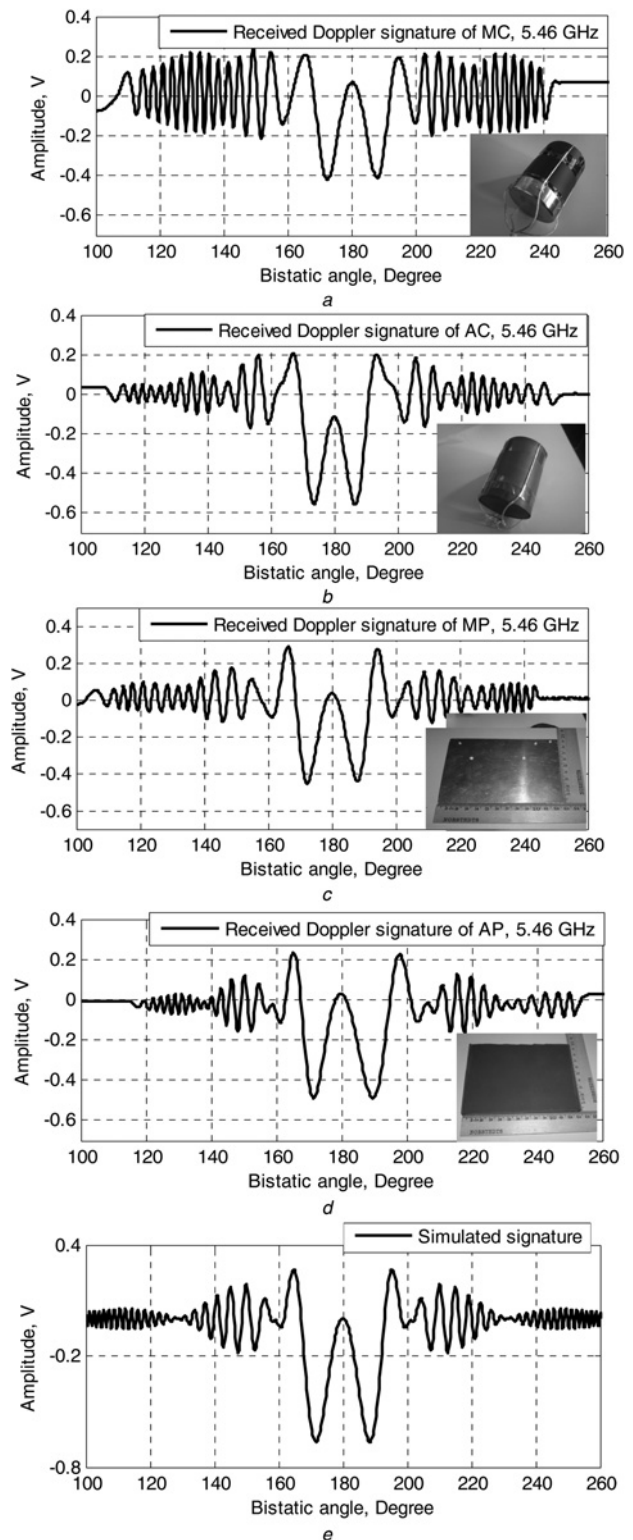 Received Doppler signature of MC, 5.46 GHz
0.4
0.2
0
-0.2
-0.4
-0.6
Amplitude, V
100 120 140 160 180 200 220 240 260
Bistatic angle, Degree
a
Received Doppler signature of AC, 5.46 GHz
0.4
0.2
0
-0.2
-0.4
-0.6
Amplitude, V
100 120 140 160 180 200 220 240 260
Bistatic angle, Degree
b
Received Doppler signature of MP, 5.46 GHz
0.4
0.2
0
-0.2
-0.4
-0.6
Amplitude, V
100 120 140 160 180 200 220 240 260
Bistatic angle, Degree
c
Received Doppler signature of AP, 5.46 GHz
0.4
0.2
0
-0.2
-0.4
-0.6
Amplitude, V
100 120 140 160 180 200 220 240 260
Bistatic angle, Degree
d
Simulated signature
0.4
-0.2
-0.8
Amplitude, V
100 120 140 160 180 200 220 240 260
Bistatic angle, Degree
e